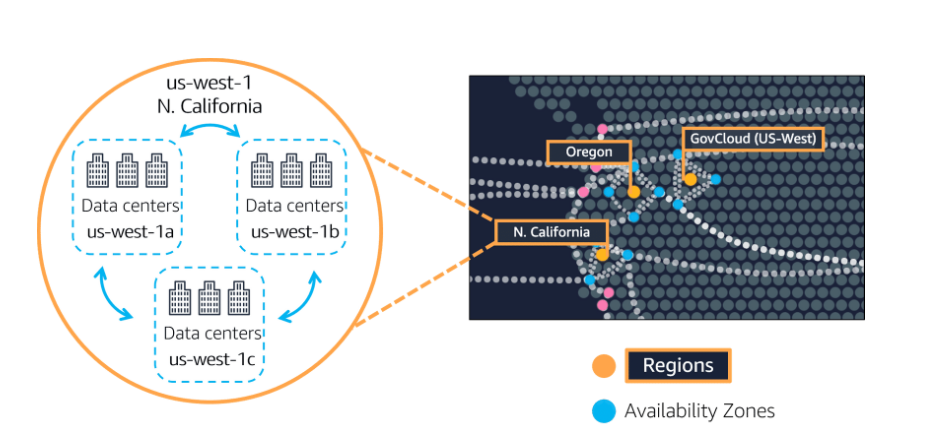 us-west-1
N. California
Data centers
us-west-1a
Data centers
us-west-1b
Data centers
us-west-1c
Oregon
GovCloud (US-West)
N. California
Regions
Availability Zones